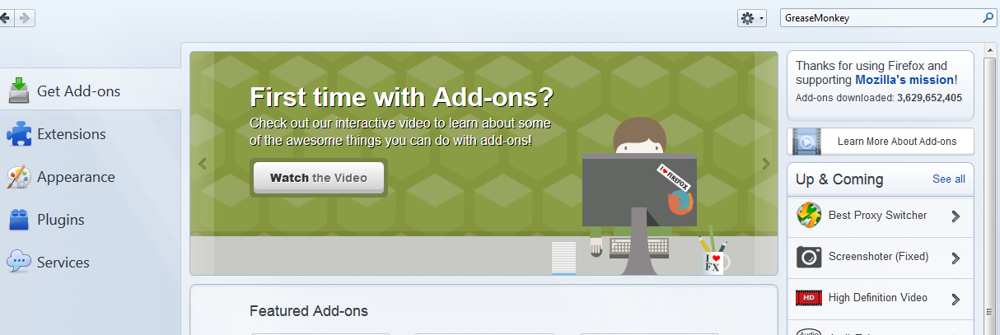 GreaseMonkey
Get Add-ons
Extensions
Appearance
Plugins
Services
First time with Add-ons?
Check out our interactive video to learn about some
of the awesome things you can do with add-ons!
Watch the Video
I ♥ FIREFOX
I ♥
FX
Featured Add-ons
Thanks for using Firefox and
supporting Mozilla's mission!
Add-ons downloaded: 3,629,652,405
Learn More About Add-ons
Up & Coming See all
Best Proxy Switcher
Screenshoter (Fixed)
HD
High Definition Video
Audio